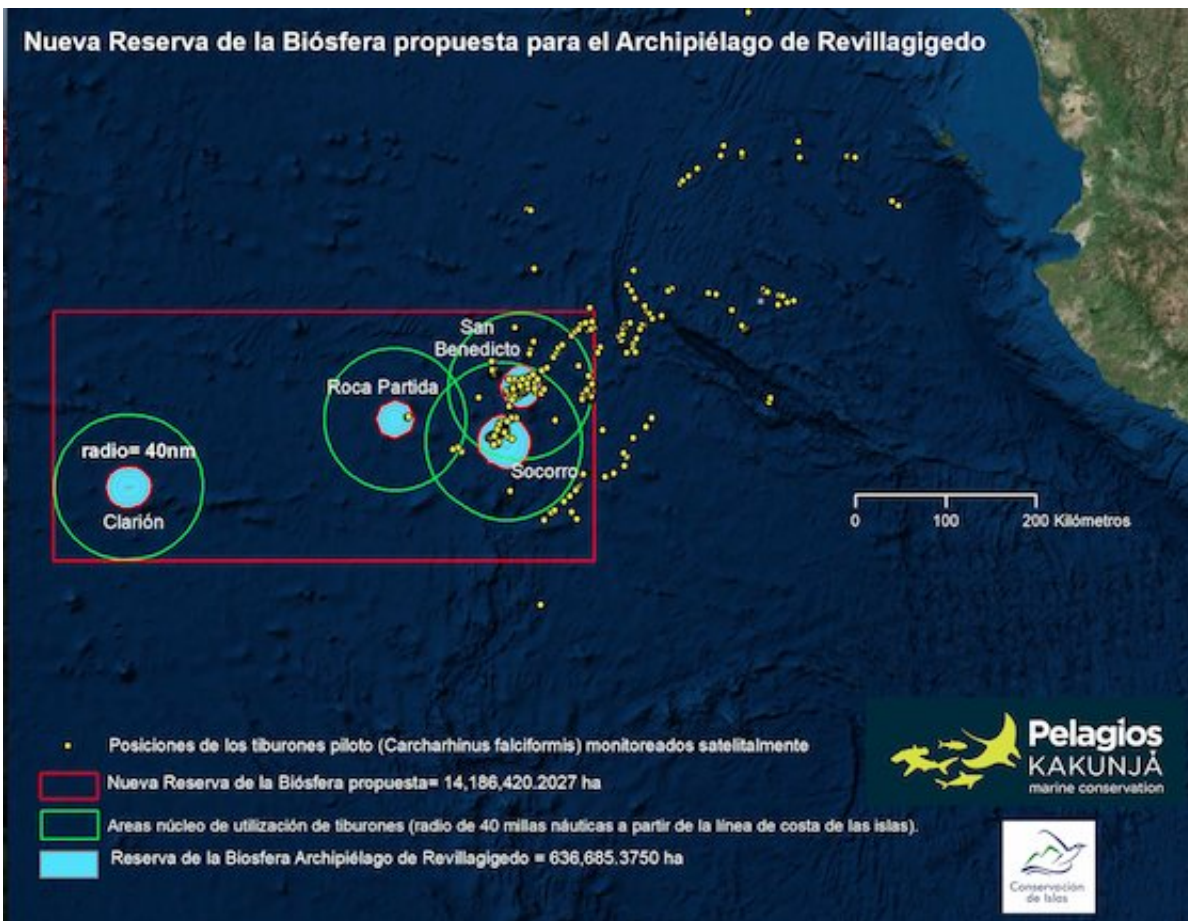 Nueva Reserva de la Biósfera propuesta para el Archipiélago de Revillagigedo
San
Benedicto
Roca Partida
radio= 40nm
Socorro
Clarión
0 100 200 Kilómetros
Posiciones de los tiburones piloto (Carcharhinus falciformis) monitoreados satelitalmente
Nueva Reserva de la Biósfera propuesta= 14,186,420.2027 ha
Areas núcleo de utilización de tiburones (radio de 40 millas náuticas a partir de la línea de costa de las islas).
Reserva de la Biosfera Archipiélago de Revillagigedo = 636,685.3750 ha
Pelagios
KAKUNJÁ
marine conservation
Conservación
de Islas